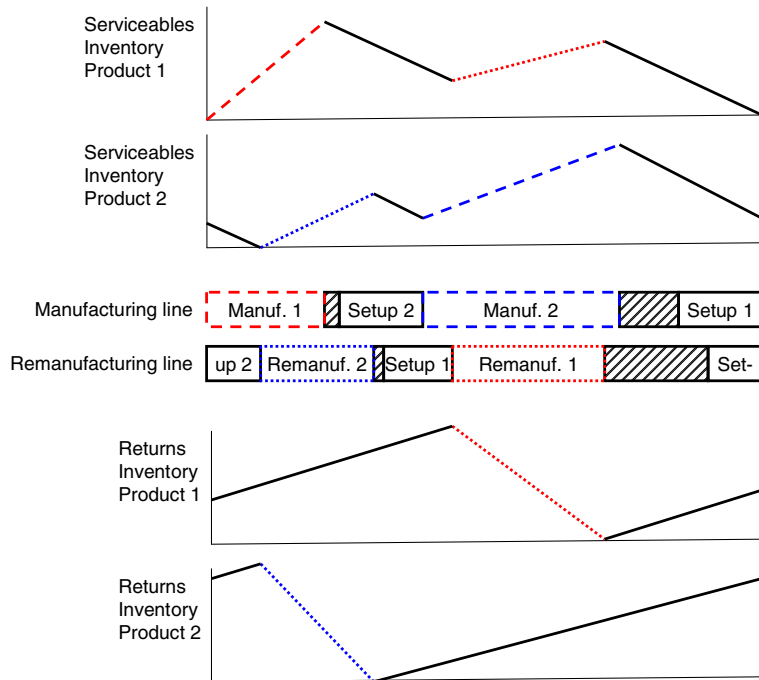 Serviceables
Inventory
Product 1
Serviceables
Inventory
Product 2
Manufacturing line
Manuf. 1
Setup 2
Manuf. 2
Setup 1
Remanufacturing line
up 2
Remanuf. 2
Setup 1
Remanuf. 1
Set-
Returns
Inventory
Product 1
Returns
Inventory
Product 2